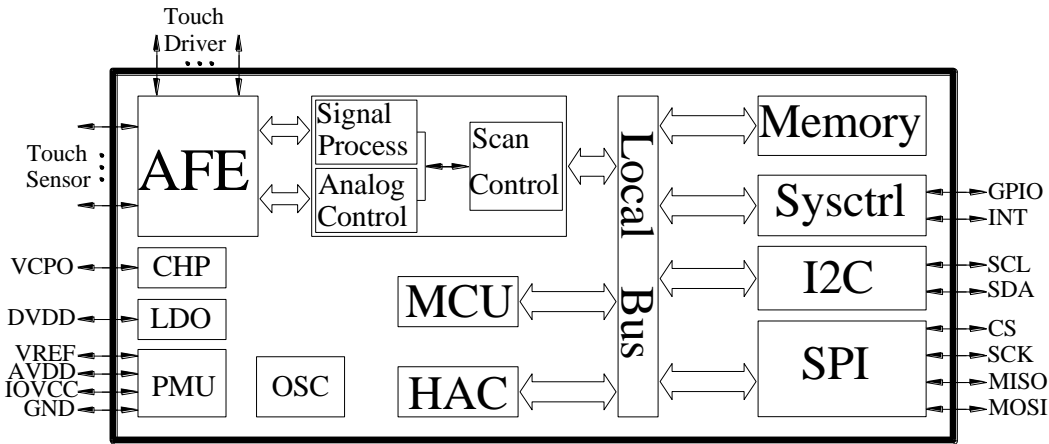 Touch
Driver
Touch
Sensor
AFE
Signal
Process
Analog
Control
Scan
Control
Local
Bus
Memory
Sysctrl
GPIO
INT
VCPO
CHP
I2C
SCL
SDA
DVDD
LDO
MCU
VREF
AVDD
IOVCC
GND
PMU
OSC
HAC
SPI
CS
SCK
MISO
MOSI